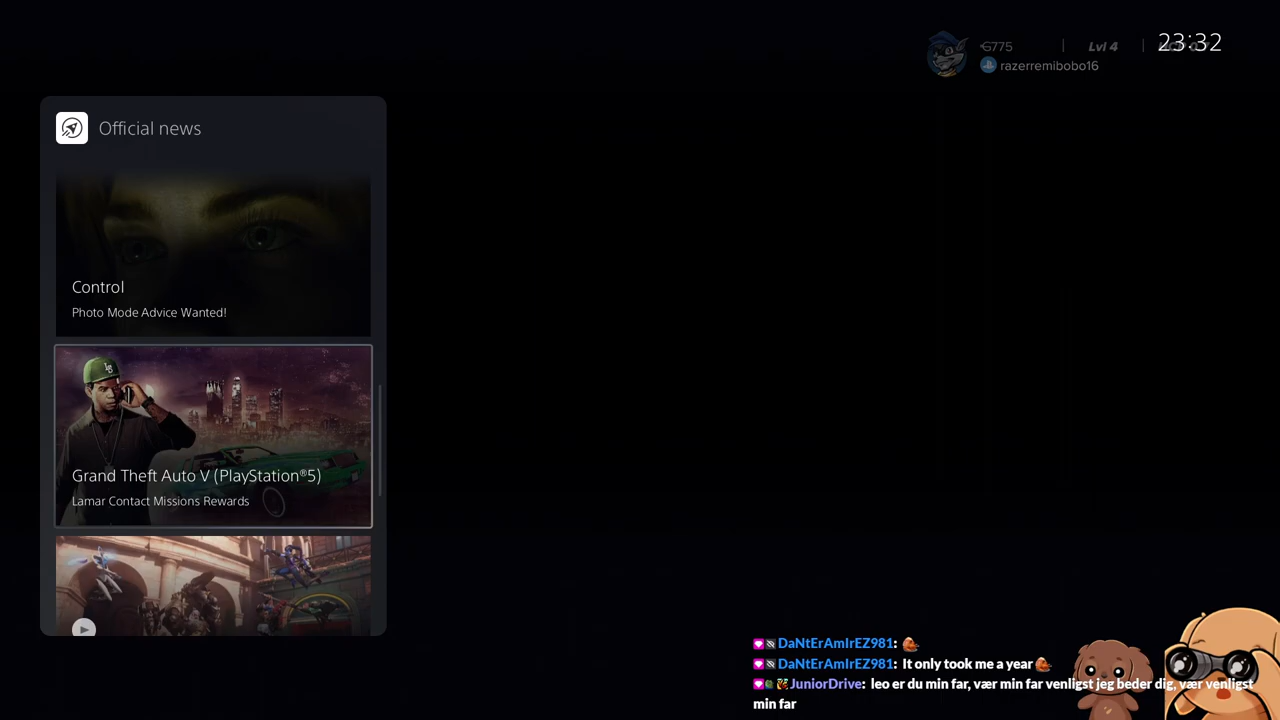 G775 | Lvl 4 |
23:32
razerremibobo16
Official news
Control
Photo Mode Advice Wanted!
Grand Theft Auto V (PlayStation®5)
Lamar Contact Missions Rewards
DaNtErAmIrEZ981:
DaNtErAmIrEZ981: It only took me a year
JuniorDrive: leo er du min far, vær min far venligst jeg beder dig, vær venligst
min far